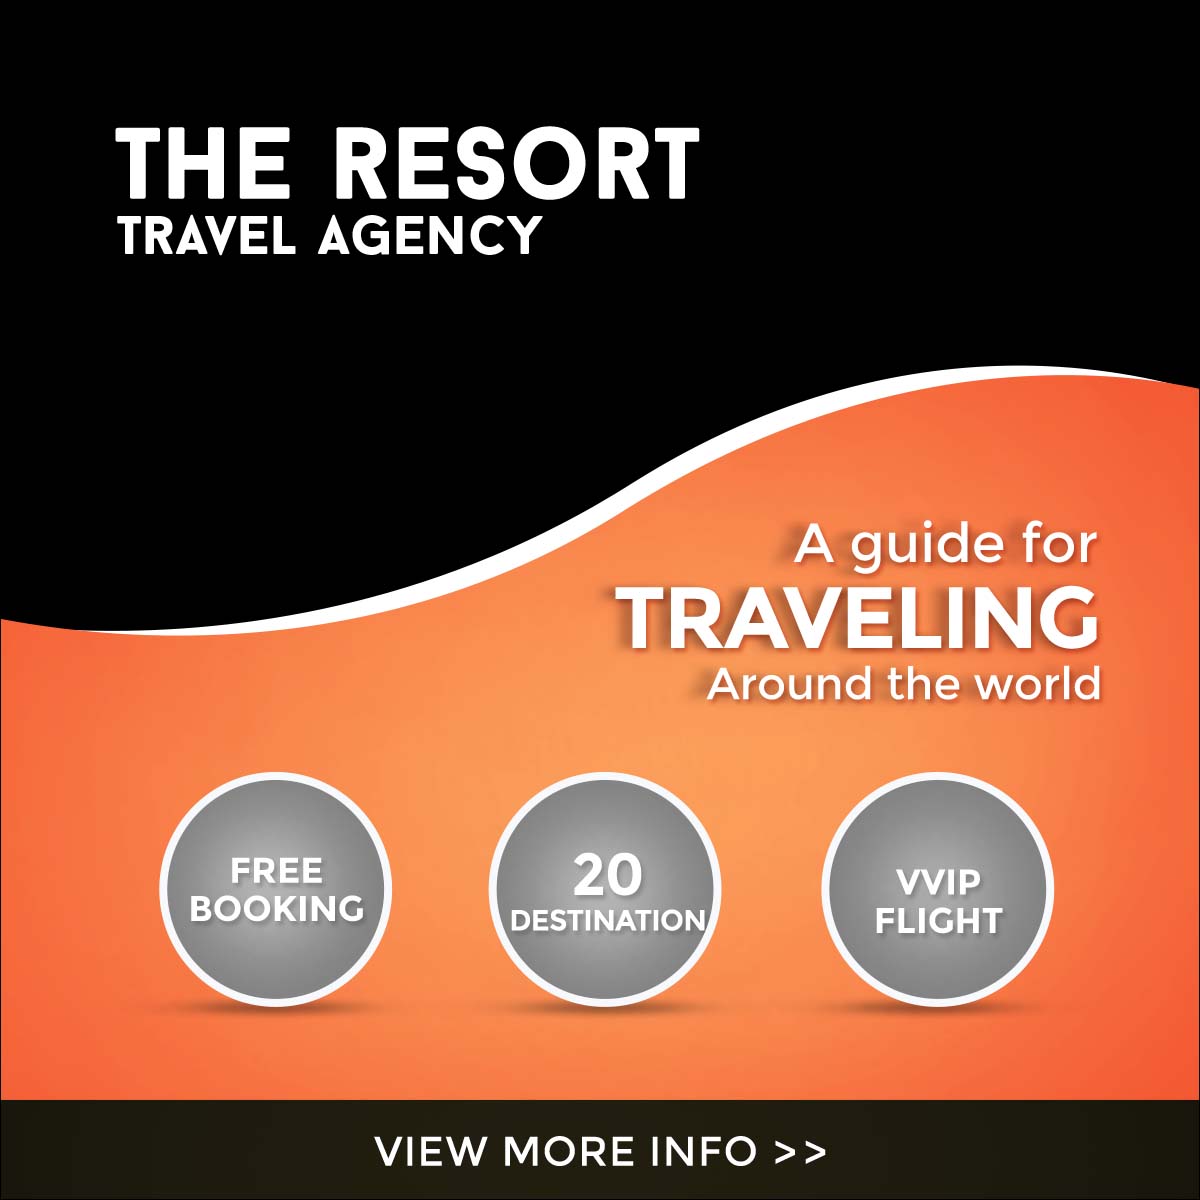 THE RESORT
TRAVEL AGENCY
A guide for
TRAVELING
Around the world
FREE
BOOKING
20
DESTINATION
VVIP
FLIGHT
VIEW MORE INFO >>